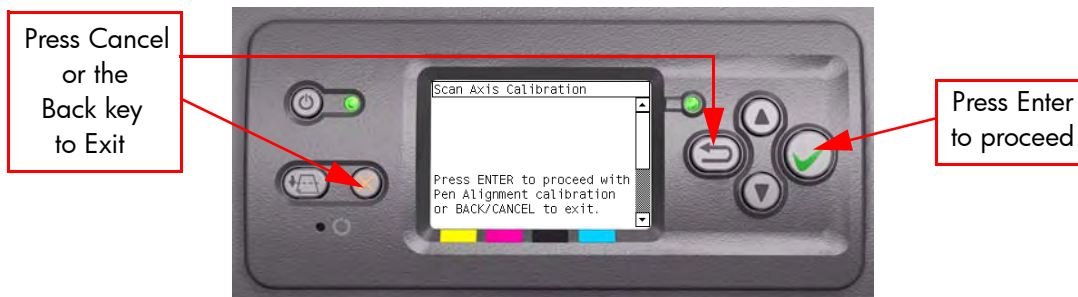 Press Cancel
or the
Back key
to Exit
Scan Axis Calibration
Press ENTER to proceed with
Pen Alignment calibration
or BACK/CANCEL to exit.
Press Enter
to proceed